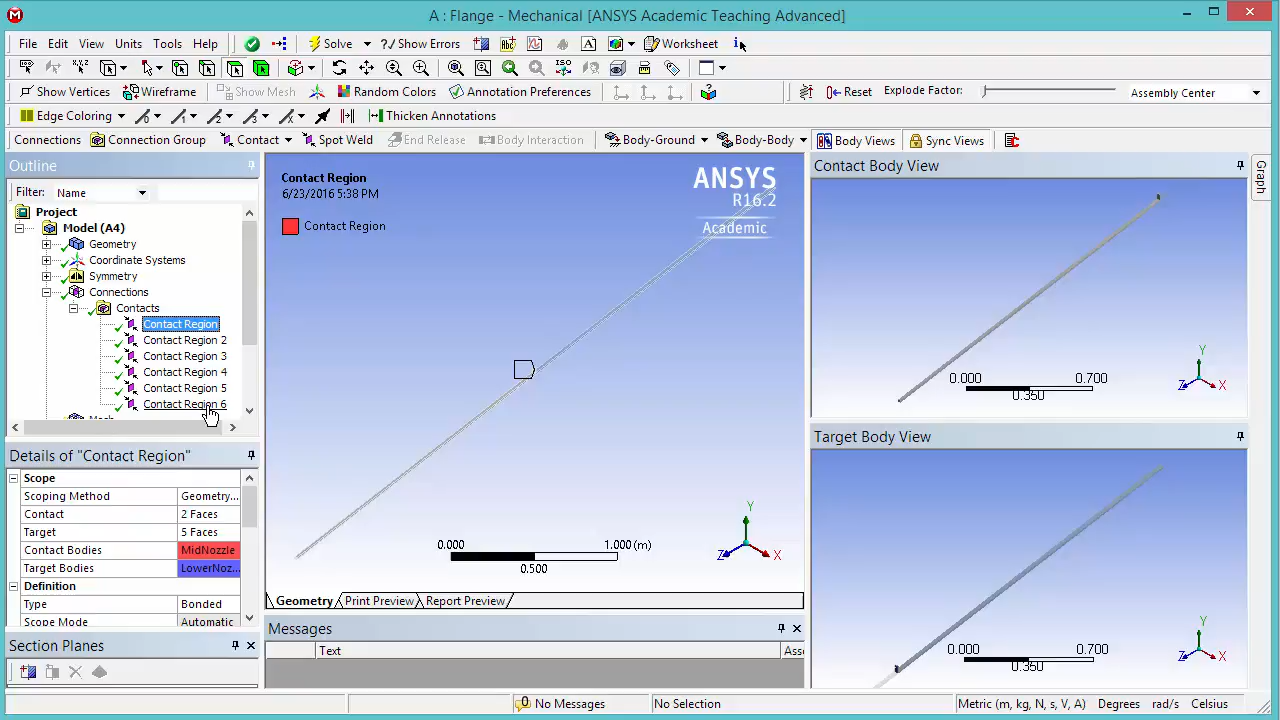 A : Flange - Mechanical [ANSYS Academic Teaching Advanced]
File Edit View Units Tools Help Solve ?/ Show Errors Worksheet
Show Vertices Wireframe Show Mesh Random Colors Annotation Preferences Reset Explode Factor: Assembly Center
Edge Coloring Thicken Annotations
Connections Connection Group Contact Spot Weld End Release Body Interaction Body-Ground Body-Body Body Views Sync Views
Outline
Filter: Name
Project
Model (A4)
Geometry
Coordinate Systems
Symmetry
Connections
Contacts
Contact Region
Contact Region 2
Contact Region 3
Contact Region 4
Contact Region 5
Contact Region 6
Details of "Contact Region"
Scope
Scoping Method Geometry...
Contact 2 Faces
Target 5 Faces
Contact Bodies MidNozzle
Target Bodies LowerNoz...
Definition
Type Bonded
Scope Mode Automatic
Section Planes
Contact Region
6/23/2016 5:38 PM
Contact Region
ANSYS
R16.2
Academic
0.000 1.000 (m)
0.500
Y
Z X
Geometry Print Preview Report Preview
Messages
Text Asso
Contact Body View
0.000 0.700
0.350
Y
Z X
Target Body View
0.000 0.700
0.350
Y
Z X
Graph
No Messages No Selection Metric (m, kg, N, s, V, A) Degrees rad/s Celsius